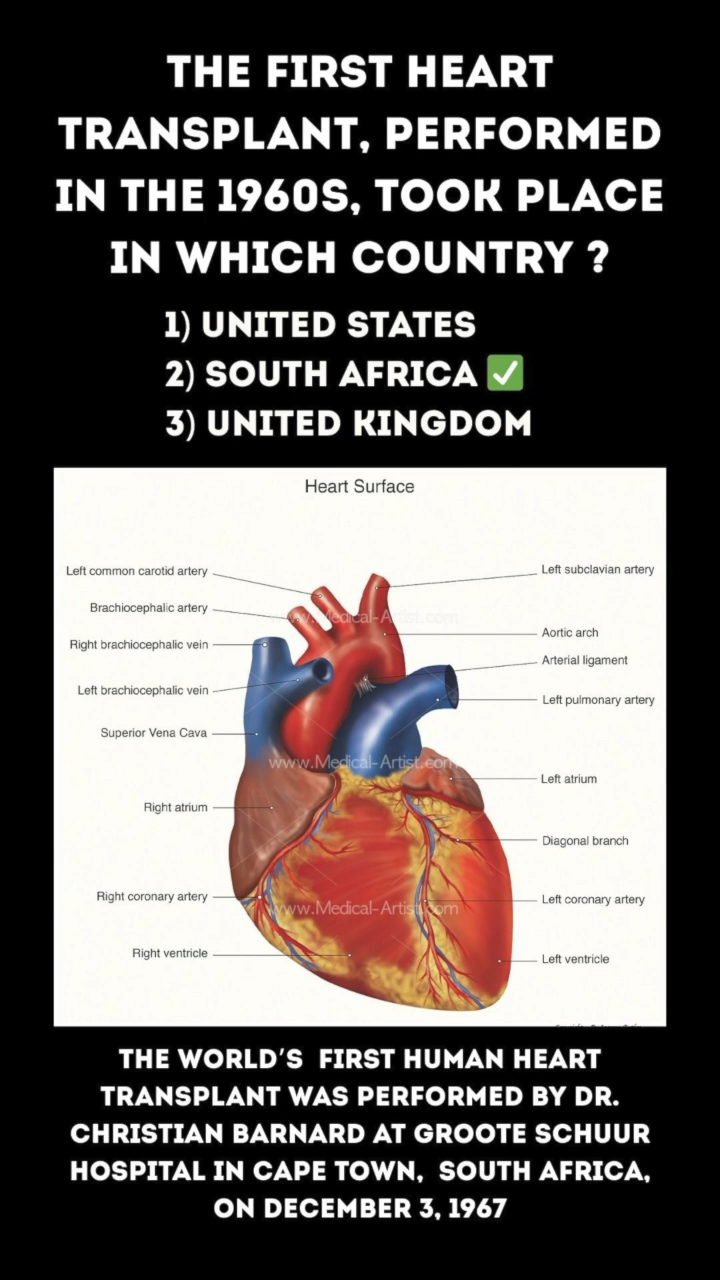 THE FIRST HEART
TRANSPLANT, PERFORMED
IN THE 1960S, TOOK PLACE
IN WHICH COUNTRY ?
1) UNITED STATES
2) SOUTH AFRICA ✅
3) UNITED KINGDOM
Heart Surface
Left common carotid artery
Left subclavian artery
Brachiocephalic artery
www.Medical-Artist.com
Aortic arch
Right brachiocephalic vein
Arterial ligament
Left brachiocephalic vein
Left pulmonary artery
Superior Vena Cava
www.Medical-Artist.com
Left atrium
Right atrium
Diagonal branch
Right coronary artery
Left coronary artery
www.Medical-Artist.com
Right ventricle
Left ventricle
THE WORLD'S FIRST HUMAN HEART
TRANSPLANT WAS PERFORMED BY DR.
CHRISTIAN BARNARD AT GROOTE SCHUUR
HOSPITAL IN CAPE TOWN, SOUTH AFRICA,
ON DECEMBER 3, 1967